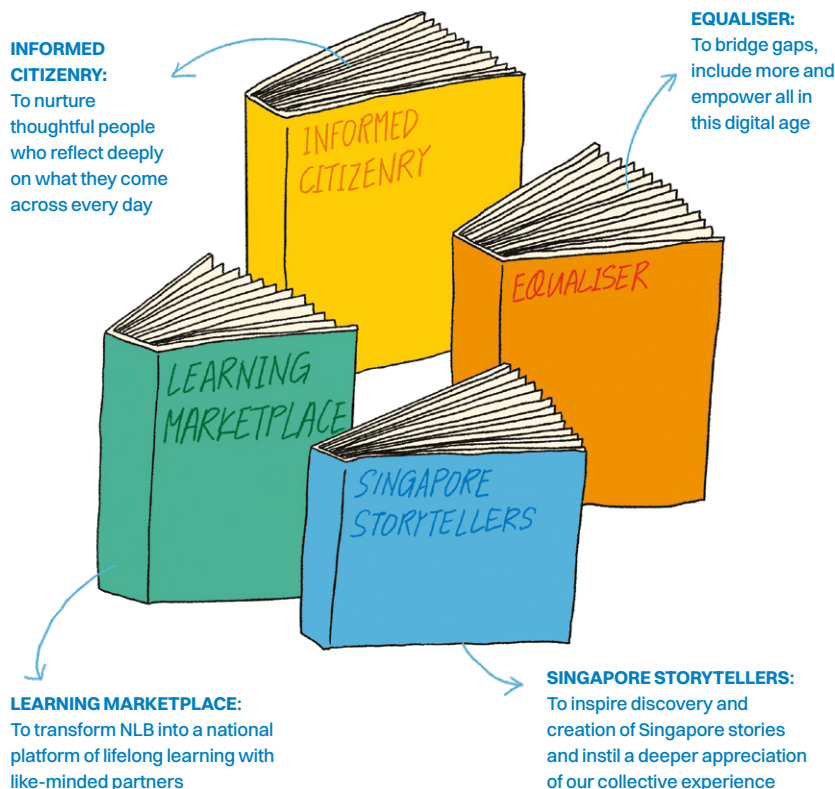 INFORMED
CITIZENRY:
To nurture
thoughtful people
who reflect deeply
on what they come
across every day
EQUALISER:
To bridge gaps,
include more and
empower all in
this digital age
INFORMED
CITIZENRY
EQUALISER
LEARNING
MARKETPLACE
SINGAPORE
STORYTELLERS
LEARNING MARKETPLACE:
To transform NLB into a national
platform of lifelong learning with
like-minded partners
SINGAPORE STORYTELLERS:
To inspire discovery and
creation of Singapore stories
and instil a deeper appreciation
of our collective experience